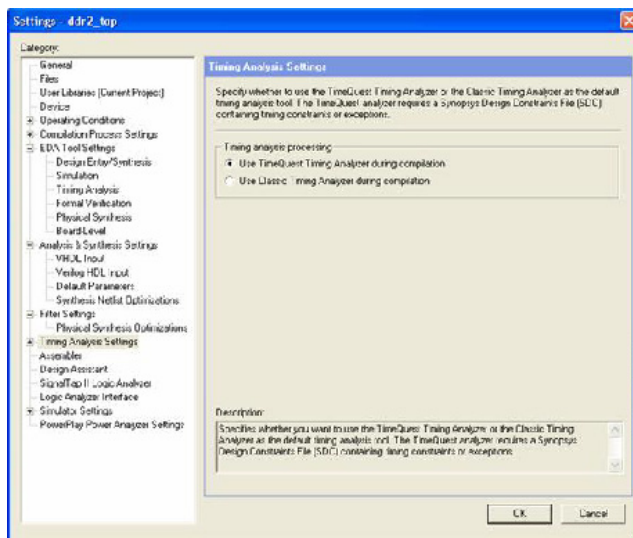 Settings - ddr2_top
Category:
General
Files
User Libraries (Current Project)
Device
Operating Conditions
Compilation Process Settings
EDA Tool Settings
Design Entry/Synthesis
Simulation
Timing Analysis
Formal Verification
Physical Synthesis
Board-Level
Analysis & Synthesis Settings
VHDL Input
Verilog HDL Input
Default Parameters
Synthesis Netlist Optimizations
Fitter Settings
Physical Synthesis Optimizations
Timing Analysis Settings
Assembler
Design Assistant
SignalTap II Logic Analyzer
Logic Analyzer Interface
Simulator Settings
PowerPlay Power Analyzer Settings
Timing Analysis Settings
Specify whether to use the TimeQuest Timing Analyzer or the Classic Timing Analyzer as the default
timing analysis tool. The TimeQuest analyzer requires a Synopsys Design Constraints File (SDC)
containing timing constraints or exceptions.
Timing analysis processing
Use TimeQuest Timing Analyzer during compilation
Use Classic Timing Analyzer during compilation
Description:
Specifies whether you want to use the TimeQuest Timing Analyzer or the Classic Timing
Analyzer as the default timing analysis tool. The TimeQuest analyzer requires a Synopsys
Design Constraints File (SDC) containing timing constraints or exceptions.
OK
Cancel